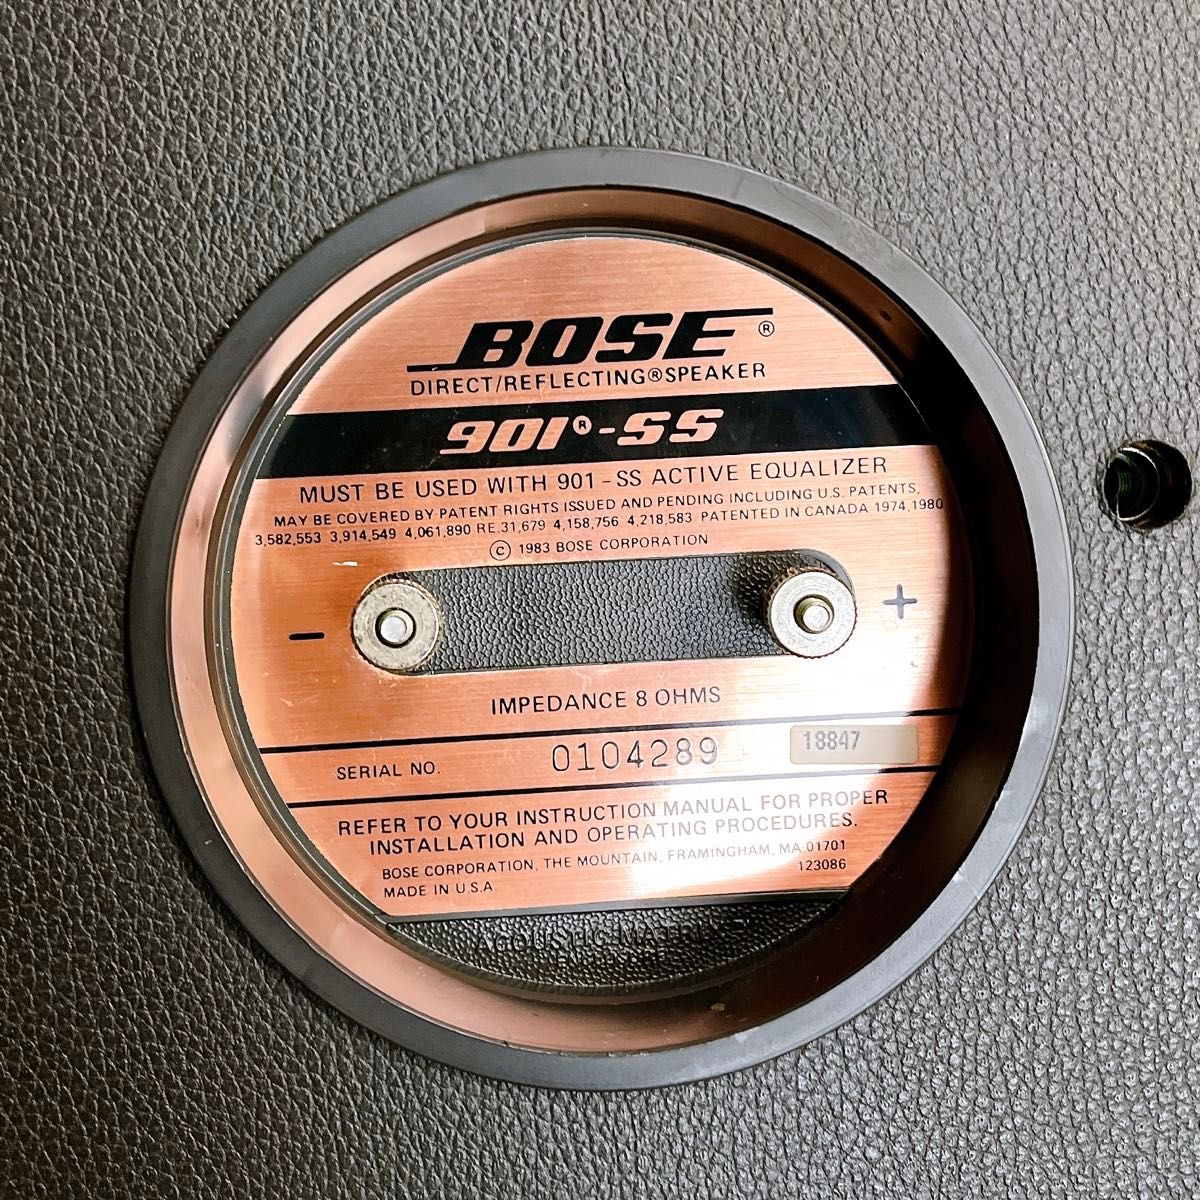 BOSE®
DIRECT/REFLECTING®SPEAKER
901®-SS
MUST BE USED WITH 901-SS ACTIVE EQUALIZER
MAY BE COVERED BY PATENT RIGHTS ISSUED AND PENDING INCLUDING U.S. PATENTS,
3,582,553 3,914,549 4,061,890 RE.31,679 4,158,756 4,218,583 PATENTED IN CANADA 1974,1980
© 1983 BOSE CORPORATION
- +
IMPEDANCE 8 OHMS
SERIAL NO. 0104289 18847
REFER TO YOUR INSTRUCTION MANUAL FOR PROPER
INSTALLATION AND OPERATING PROCEDURES.
BOSE CORPORATION, THE MOUNTAIN, FRAMINGHAM, MA 01701
MADE IN U.S.A. 123086
ACOUSTIC